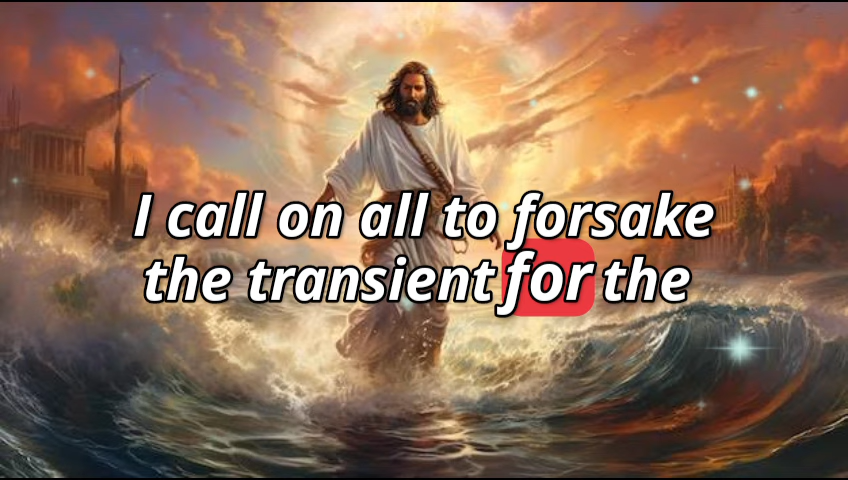 I call on all to forsake
the transient for the